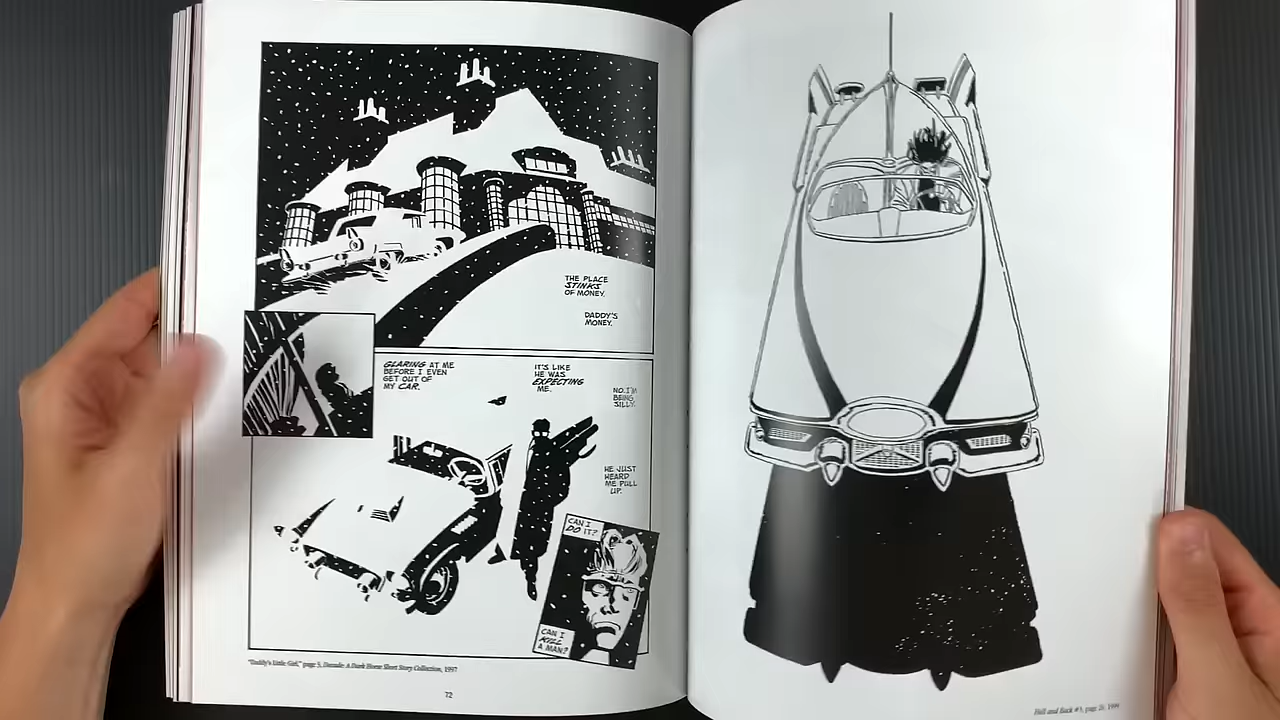 THE PLACE
STINKS
OF MONEY.
DADDY'S
MONEY.
GLARING AT ME
BEFORE I EVEN
GET OUT OF
MY CAR.
IT'S LIKE
HE WAS
EXPECTING
ME.
NO. I'M
BEING
SILLY.
HE JUST
HEARD
ME PULL
UP.
CAN I
DO IT?
CAN I
KILL
A MAN?
"Daddy's Little Girl," page 5, Decade: A Dark Horse Short Story Collection, 1997
72
Hell and Back #3, page 26, 1999